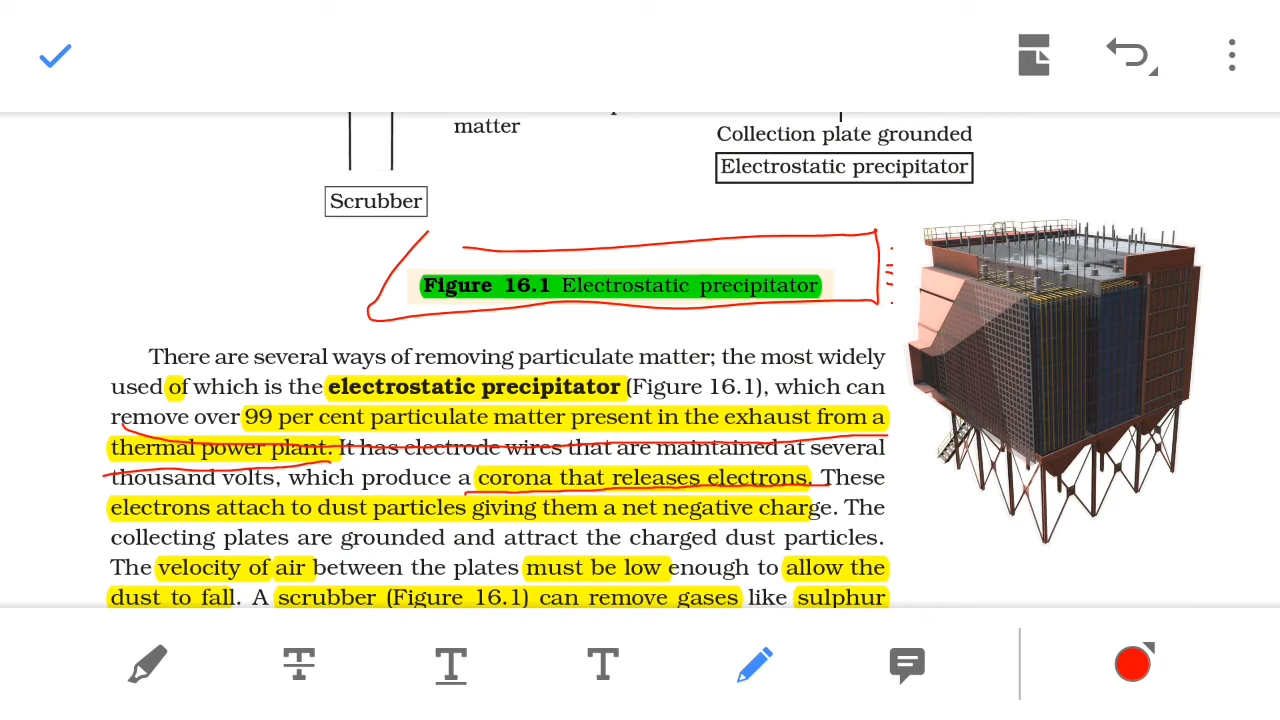 matter
Collection plate grounded
Electrostatic precipitator
Scrubber
Figure 16.1 Electrostatic precipitator
There are several ways of removing particulate matter; the most widely
used of which is the electrostatic precipitator (Figure 16.1), which can
remove over 99 per cent particulate matter present in the exhaust from a
thermal power plant. It has electrode wires that are maintained at several
thousand volts, which produce a corona that releases electrons. These
electrons attach to dust particles giving them a net negative charge. The
collecting plates are grounded and attract the charged dust particles.
The velocity of air between the plates must be low enough to allow the
dust to fall. A scrubber (Figure 16.1) can remove gases like sulphur